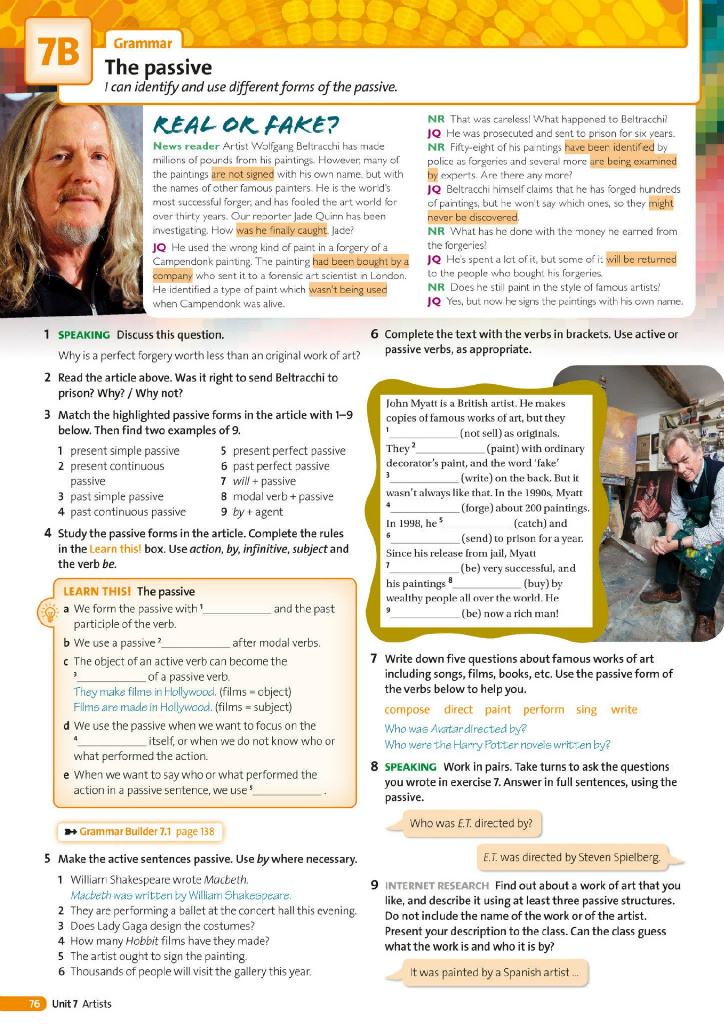 7B
Grammar
The passive
I can identify and use different forms of the passive.
REAL OR FAKE?
News reader Artist Wolfgang Beltracchi has made
millions of pounds from his paintings. However, many of
the paintings are not signed with his own name, but with
the names of other famous painters. He is the world's
most successful forger, and has fooled the art world for
over thirty years. Our reporter Jade Quinn has been
investigating. How was he finally caught, Jade?
JQ He used the wrong kind of paint in a forgery of a
Campendonk painting. The painting had been bought by a
company who sent it to a forensic art scientist in London.
He identified a type of paint which wasn't being used
when Campendonk was alive.
NR That was careless! What happened to Beltracchi?
JQ He was prosecuted and sent to prison for six years.
NR Fifty-eight of his paintings have been identified by
police as forgeries and several more are being examined
by experts. Are there any more?
JQ Beltracchi himself claims that he has forged hundreds
of paintings, but he won't say which ones, so they might
never be discovered.
NR What has he done with the money he earned from
the forgeries?
JQ He's spent a lot of it, but some of it will be returned
to the people who bought his forgeries.
NR Does he still paint in the style of famous artists?
JQ Yes, but now he signs the paintings with his own name.
1 SPEAKING Discuss this question.
Why is a perfect forgery worth less than an original work of art?
2 Read the article above. Was it right to send Beltracchi to
prison? Why? / Why not?
3 Match the highlighted passive forms in the article with 1–9
below. Then find two examples of 9.
1 present simple passive
2 present continuous
passive
3 past simple passive
4 past continuous passive
5 present perfect passive
6 past perfect passive
7 will + passive
8 modal verb + passive
9 by + agent
4 Study the passive forms in the article. Complete the rules
in the Learn this! box. Use action, by, infinitive, subject and
the verb be.
LEARN THIS! The passive
a We form the passive with 1____________ and the past
participle of the verb.
b We use a passive 2____________ after modal verbs.
c The object of an active verb can become the
3____________ of a passive verb.
They make films in Hollywood. (films = object)
Films are made in Hollywood. (films = subject)
d We use the passive when we want to focus on the
4____________ itself, or when we do not know who or
what performed the action.
e When we want to say who or what performed the
action in a passive sentence, we use 5____________ .
Grammar Builder 7.1 page 138
5 Make the active sentences passive. Use by where necessary.
1 William Shakespeare wrote Macbeth.
Macbeth was written by William Shakespeare.
2 They are performing a ballet at the concert hall this evening.
3 Does Lady Gaga design the costumes?
4 How many Hobbit films have they made?
5 The artist ought to sign the painting.
6 Thousands of people will visit the gallery this year.
6 Complete the text with the verbs in brackets. Use active or
passive verbs, as appropriate.
John Myatt is a British artist. He makes
copies of famous works of art, but they
1____________ (not sell) as originals.
They 2____________ (paint) with ordinary
decorator's paint, and the word 'fake'
3____________ (write) on the back. But it
wasn't always like that. In the 1990s, Myatt
4____________ (forge) about 200 paintings.
In 1998, he 5____________ (catch) and
6____________ (send) to prison for a year.
Since his release from jail, Myatt
7____________ (be) very successful, and
his paintings 8____________ (buy) by
wealthy people all over the world. He
9____________ (be) now a rich man!
7 Write down five questions about famous works of art
including songs, films, books, etc. Use the passive form of
the verbs below to help you.
compose direct paint perform sing write
Who was Avatar directed by?
Who were the Harry Potter novels written by?
8 SPEAKING Work in pairs. Take turns to ask the questions
you wrote in exercise 7. Answer in full sentences, using the
passive.
Who was E.T. directed by?
E.T. was directed by Steven Spielberg.
9 INTERNET RESEARCH Find out about a work of art that you
like, and describe it using at least three passive structures.
Do not include the name of the work or of the artist.
Present your description to the class. Can the class guess
what the work is and who it is by?
It was painted by a Spanish artist ...
76 Unit 7 Artists